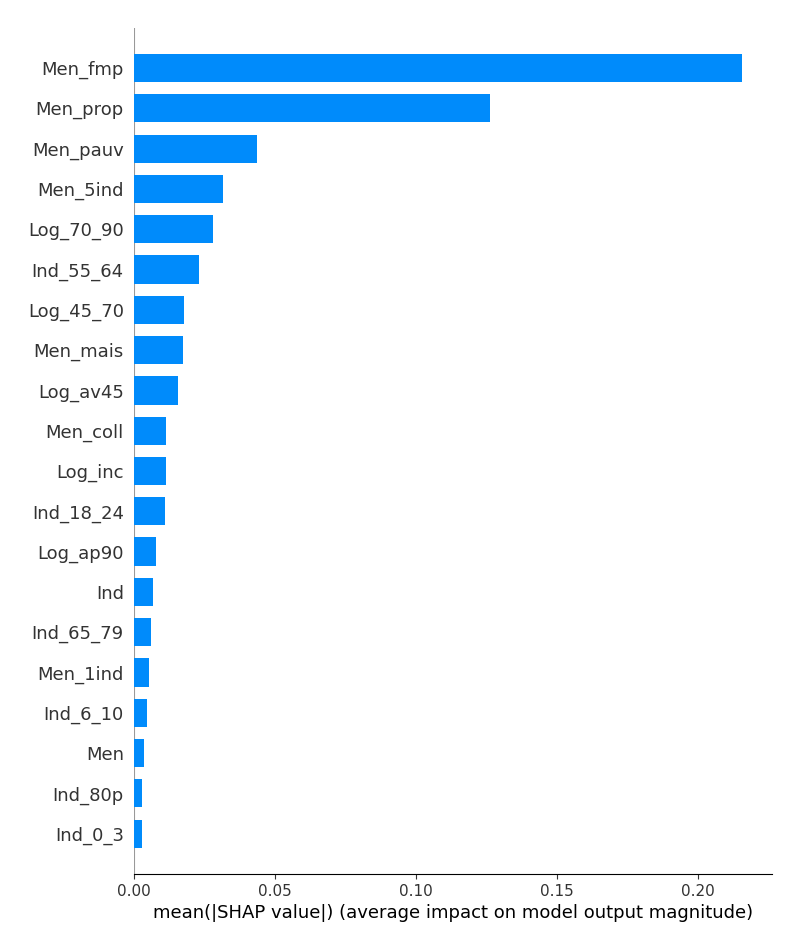 Men_fmp
Men_prop
Men_pauv
Men_5ind
Log_70_90
Ind_55_64
Log_45_70
Men_mais
Log_av45
Men_coll
Log_inc
Ind_18_24
Log_ap90
Ind
Ind_65_79
Men_1ind
Ind_6_10
Men
Ind_80p
Ind_0_3
0.00 0.05 0.10 0.15 0.20
mean(|SHAP value|) (average impact on model output magnitude)